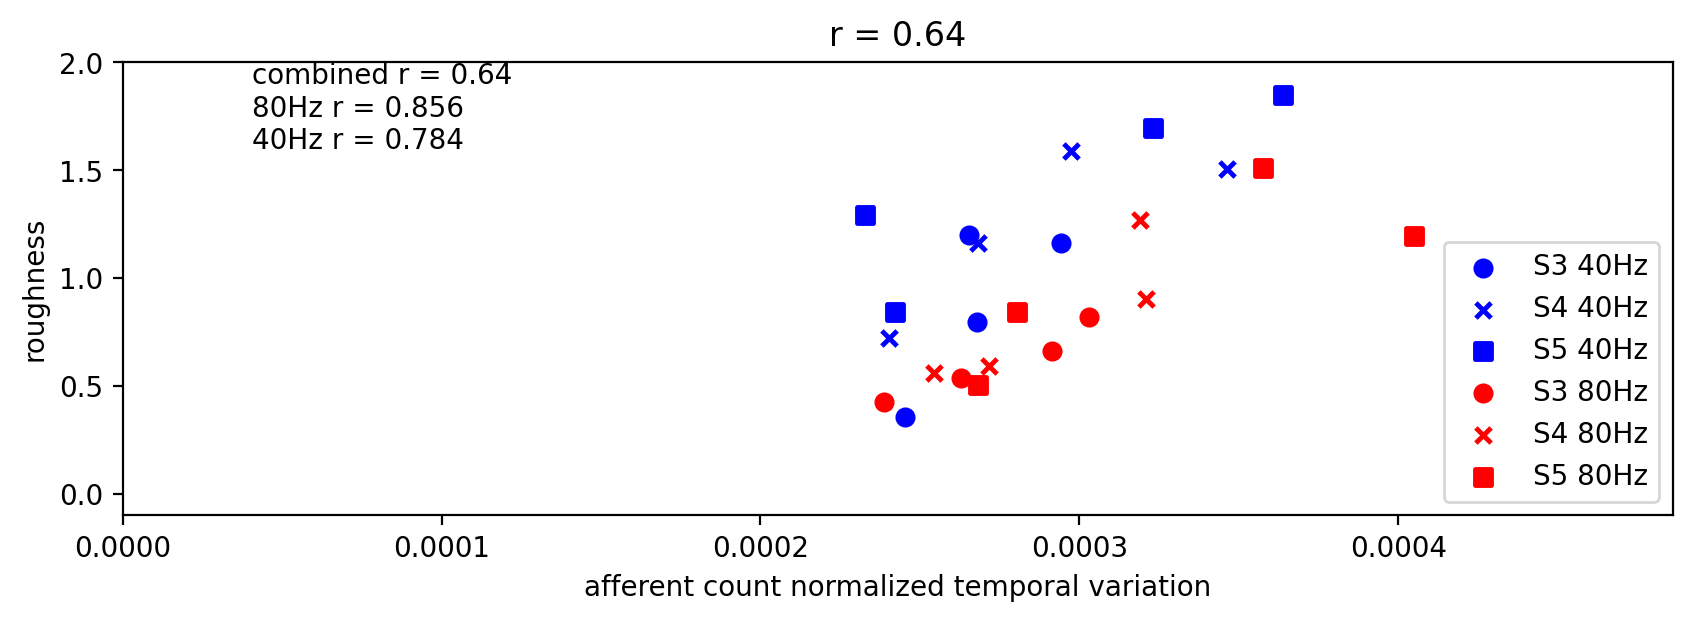 r = 0.64
combined r = 0.64
80Hz r = 0.856
40Hz r = 0.784
2.0
1.5
1.0
0.5
0.0
roughness
S3 40Hz
S4 40Hz
S5 40Hz
S3 80Hz
S4 80Hz
S5 80Hz
0.0000 0.0001 0.0002 0.0003 0.0004
afferent count normalized temporal variation